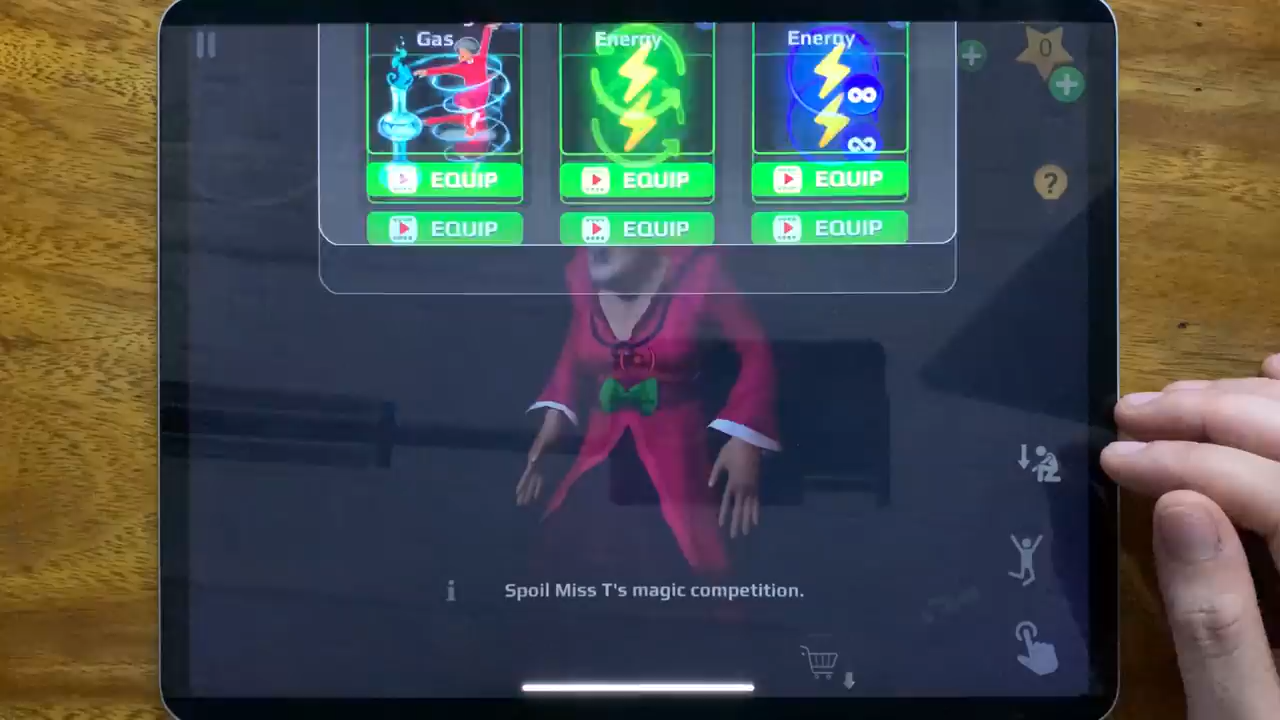 Gas
Energy
Energy
0
EQUIP
EQUIP
EQUIP
EQUIP
EQUIP
EQUIP
?
i
Spoil Miss T's magic competition.